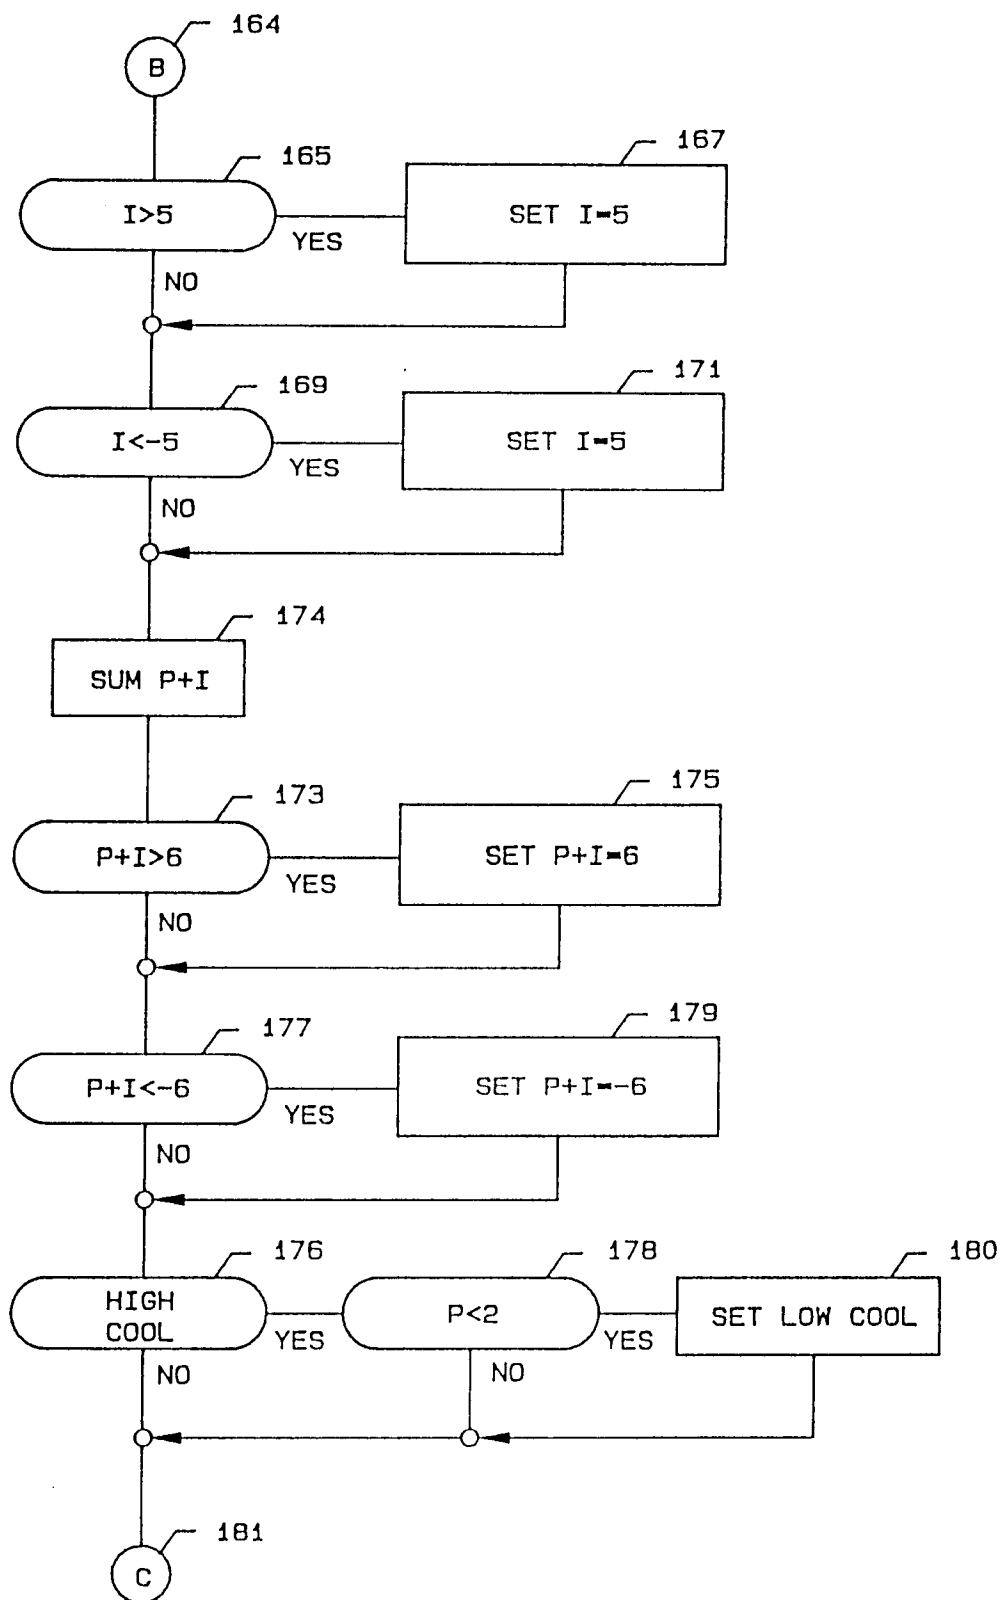 164
B
165
167
I>5
YES
SET I=5
NO
169
171
I<-5
YES
SET I=5
NO
174
SUM P+I
173
175
P+I>6
YES
SET P+I=6
NO
177
179
P+I<-6
YES
SET P+I=-6
NO
176
178
180
HIGH
COOL
YES
P<2
YES
SET LOW COOL
NO
NO
181
C